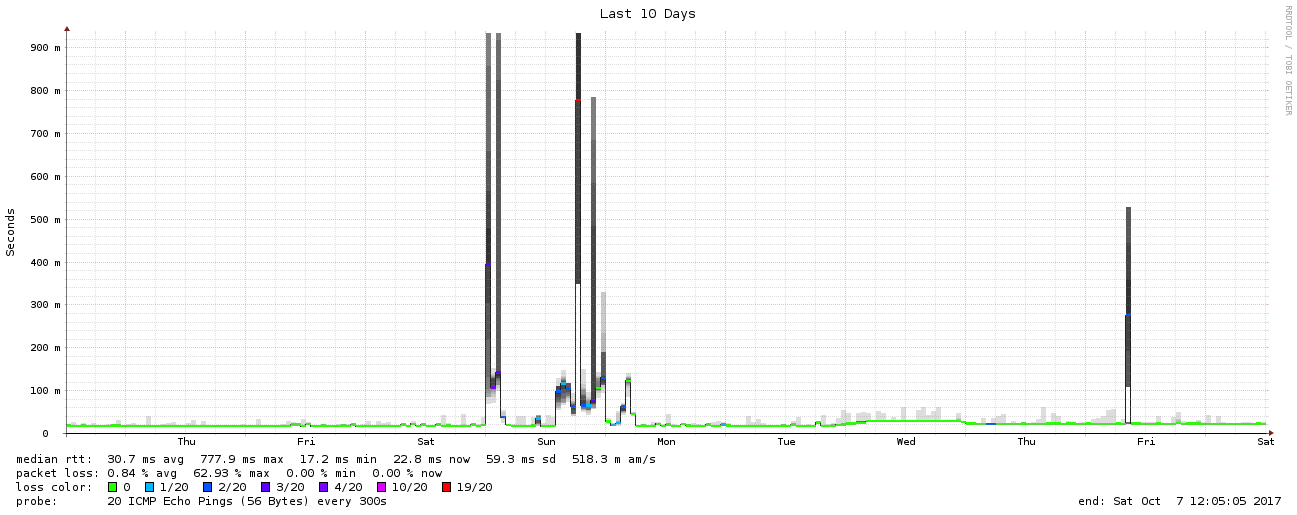 Last 10 Days
RRDTOOL / TOBI OETIKER
Seconds
900 m
800 m
700 m
600 m
500 m
400 m
300 m
200 m
100 m
0
Thu Fri Sat Sun Mon Tue Wed Thu Fri Sat
median rtt: 30.7 ms avg 777.9 ms max 17.2 ms min 22.8 ms now 59.3 ms sd 518.3 m am/s
packet loss: 0.84 % avg 62.93 % max 0.00 % min 0.00 % now
loss color: 0 1/20 2/20 3/20 4/20 10/20 19/20
probe: 20 ICMP Echo Pings (56 Bytes) every 300s end: Sat Oct 7 12:05:05 2017